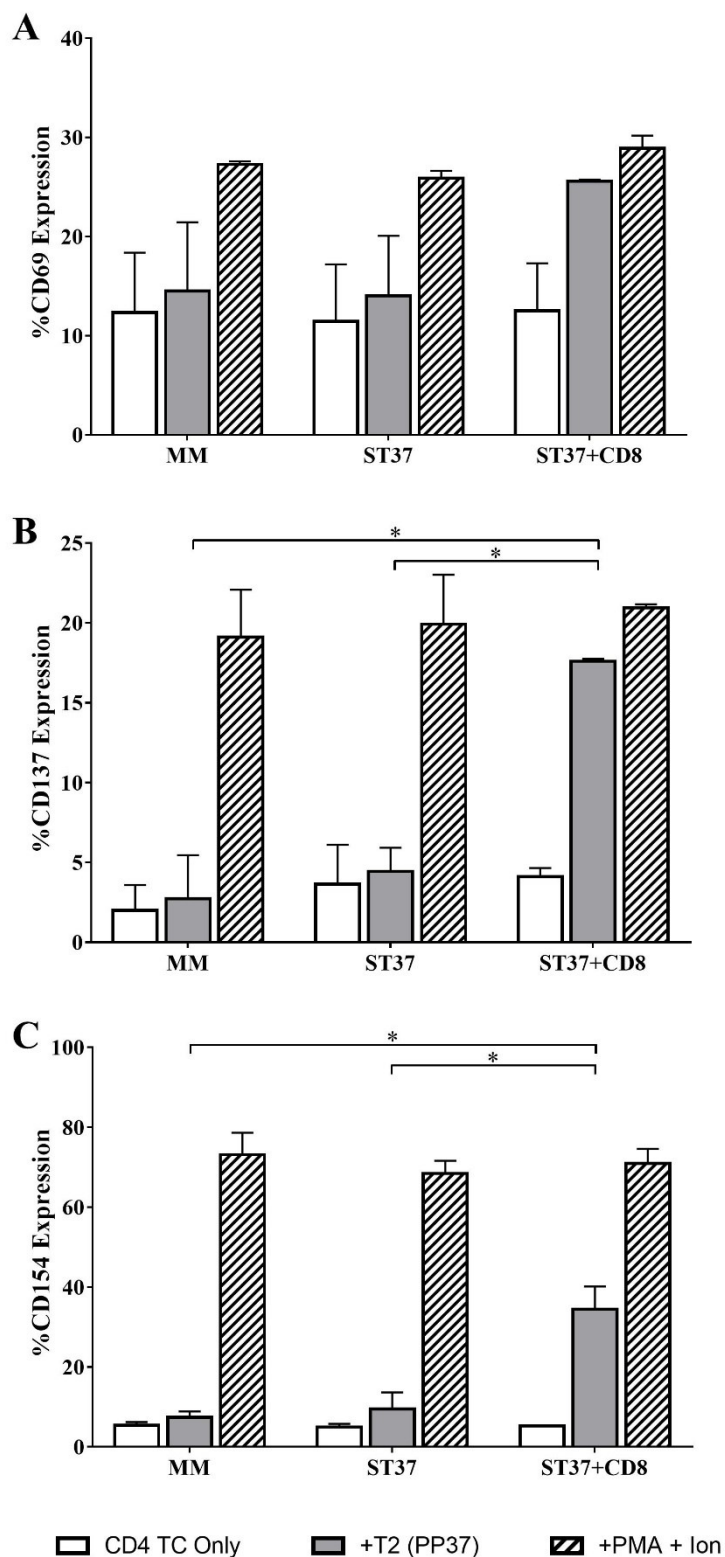 A
%CD69 Expression
40
30
20
10
0
MM ST37 ST37+CD8
B
%CD137 Expression
25
20
15
10
5
0
*
*
MM ST37 ST37+CD8
C
%CD154 Expression
100
80
60
40
20
0
*
*
MM ST37 ST37+CD8
CD4 TC Only +T2 (PP37) +PMA + Ion